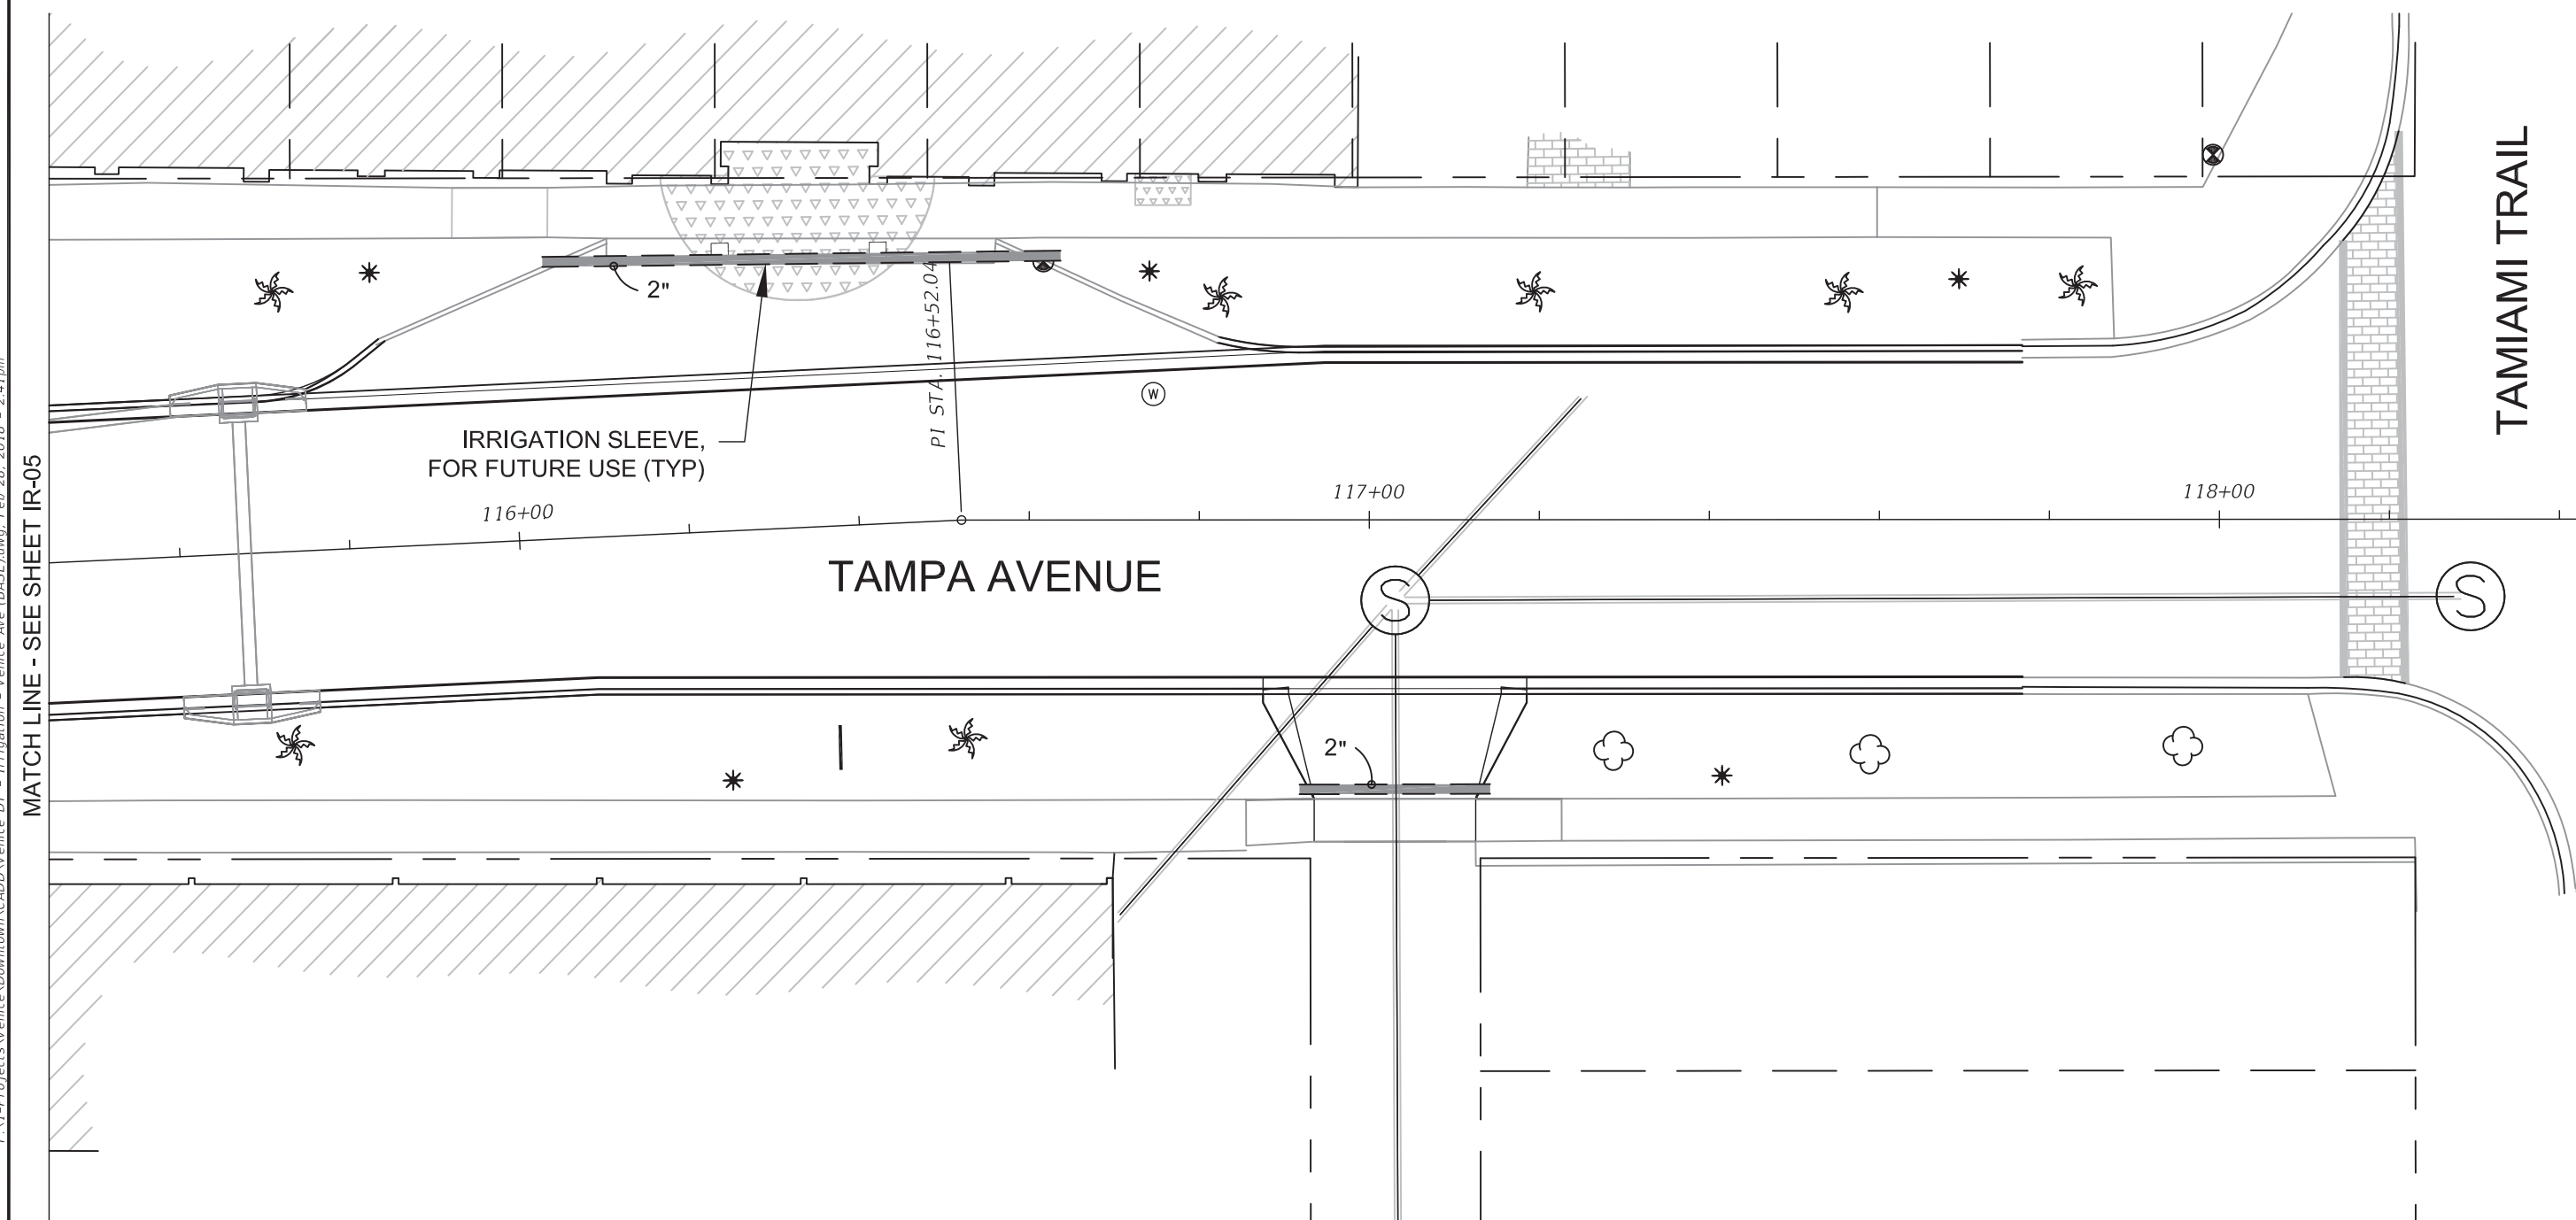 TAMIAMI TRAIL
2"
PI STA. 116+52.04
W
IRRIGATION SLEEVE,
FOR FUTURE USE (TYP)
MATCH LINE - SEE SHEET IR-05
116+00
117+00
118+00
TAMPA AVENUE
S
S
2"